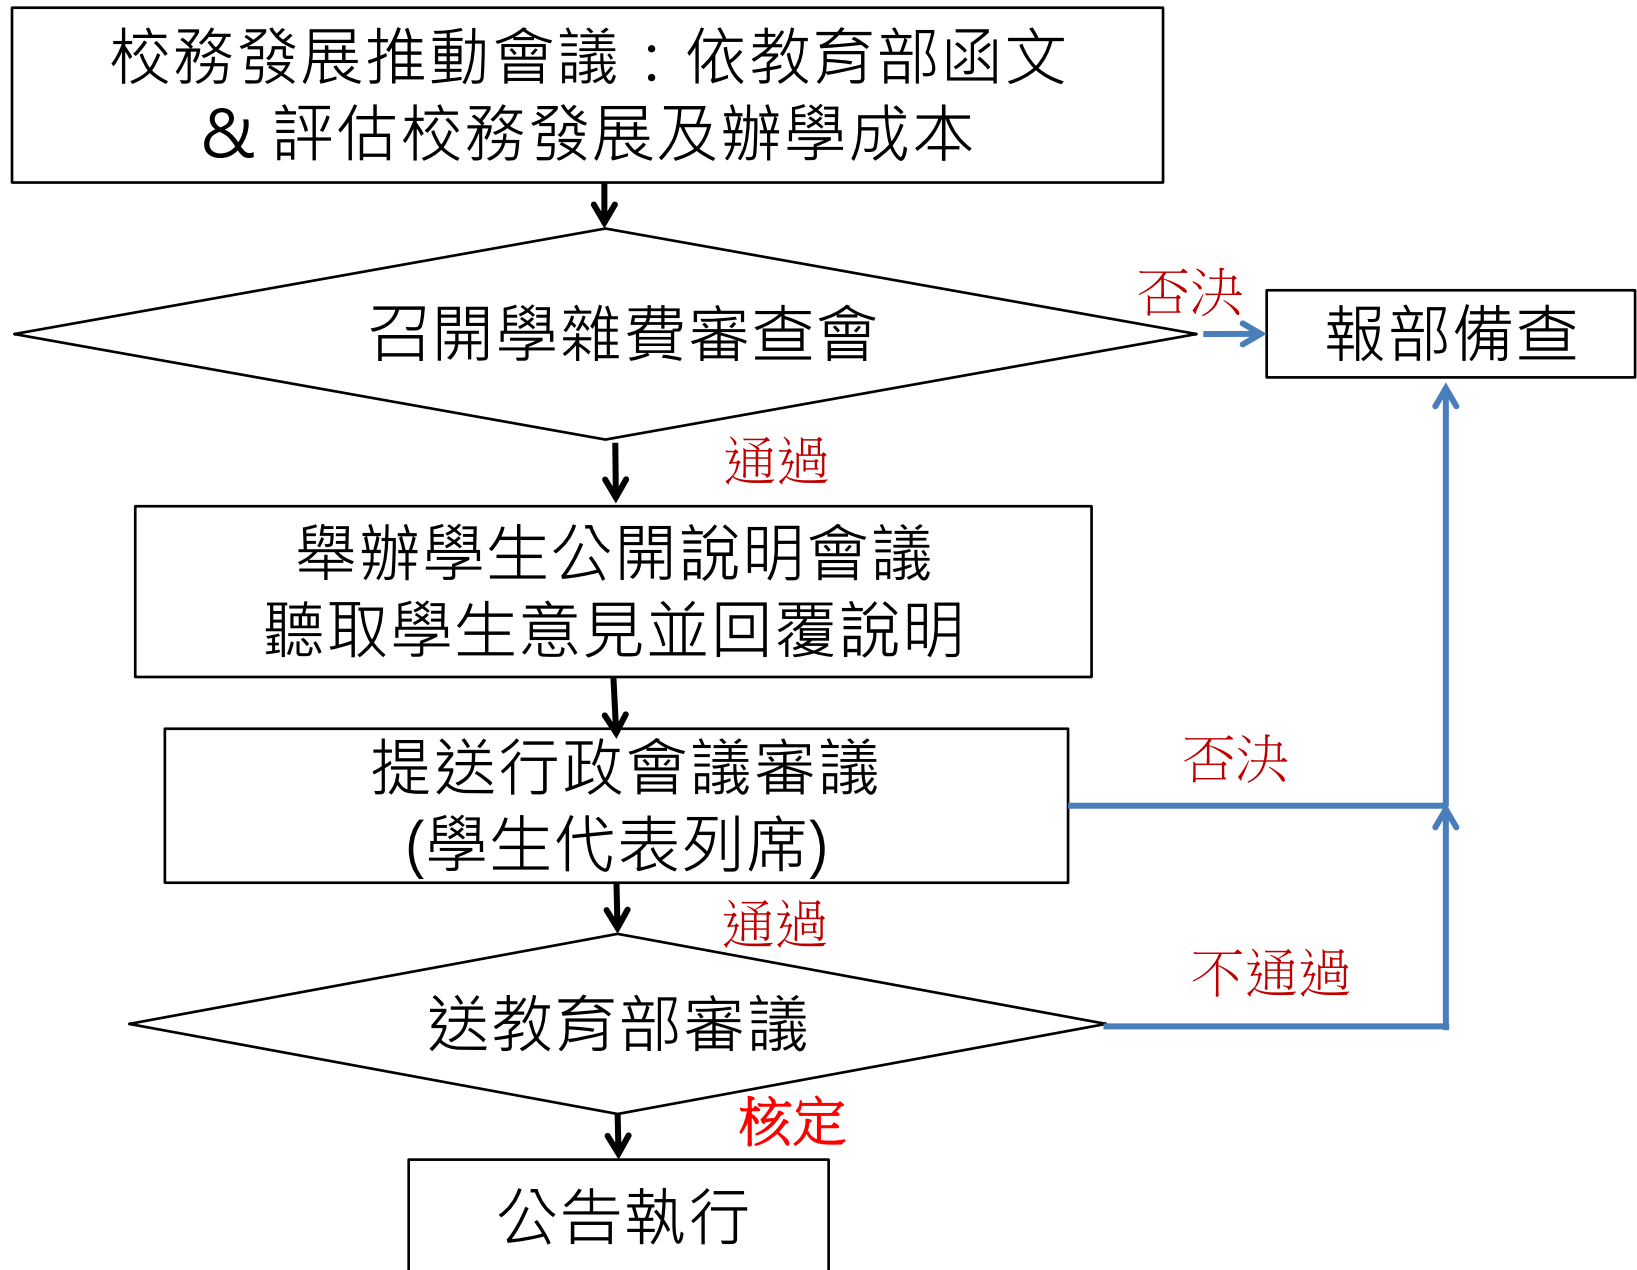 校務發展推動會議：依教育部函文
& 評估校務發展及辦學成本
召開學雜費審查會
否決
報部備查
通過
舉辦學生公開說明會議
聽取學生意見並回覆說明
提送行政會議審議
(學生代表列席)
否決
通過
送教育部審議
不通過
核定
公告執行